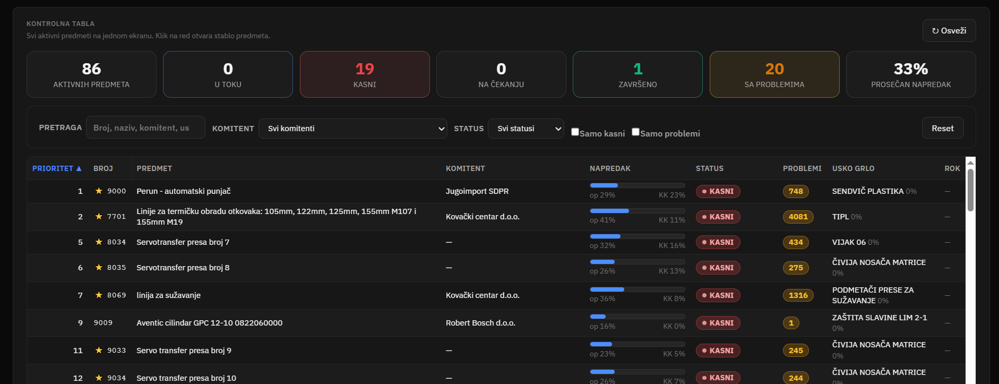 KONTROLNA TABLA
Svi aktivni predmeti na jednom ekranu. Klik na red otvara stablo predmeta.
↻ Osveži
86
AKTIVNIH PREDMETA
0
U TOKU
19
KASNI
0
NA ČEKANJU
1
ZAVRŠENO
20
SA PROBLEMIMA
33%
PROSEČAN NAPREDAK
PRETRAGA
Broj, naziv, komitent, us
KOMITENT
Svi komitenti
STATUS
Svi statusi
Samo kasni
Samo problemi
Reset
PRIORITET ▲ BROJ PREDMET KOMITENT NAPREDAK STATUS PROBLEMI USKO GRLO ROK
1 ★ 9000 Perun - automatski punjač Jugoimport SDPR op 29% KK 23% KASNI 748 SENDVIČ PLASTIKA 0% —
2 ★ 7701 Linije za termičku obradu otkovaka: 105mm, 122mm, 125mm, 155mm M107 i
155mm M19 Kovački centar d.o.o. op 41% KK 11% KASNI 4081 TIPL 0% —
5 ★ 8034 Servotransfer presa broj 7 — op 32% KK 16% KASNI 434 VIJAK 06 0% —
6 ★ 8035 Servotransfer presa broj 8 — op 26% KK 13% KASNI 275 ČIVIJA NOSAČA MATRICE
0% —
7 ★ 8069 linija za sužavanje Kovački centar d.o.o. op 36% KK 8% KASNI 1316 PODMETAČI PRESE ZA
SUŽAVANJE 0% —
9 9009 Aventic cilindar GPC 12-10 0822060000 Robert Bosch d.o.o. op 16% KK 0% KASNI 1 ZAŠTITA SLAVINE LIM 2-1
0% —
11 ★ 9033 Servo transfer presa broj 9 — op 23% KK 5% KASNI 245 ČIVIJA NOSAČA MATRICE
0% —
12 ★ 9034 Servo transfer presa broj 10 — op 26% KK 7% KASNI 244 ČIVIJA NOSAČA MATRICE
0% —